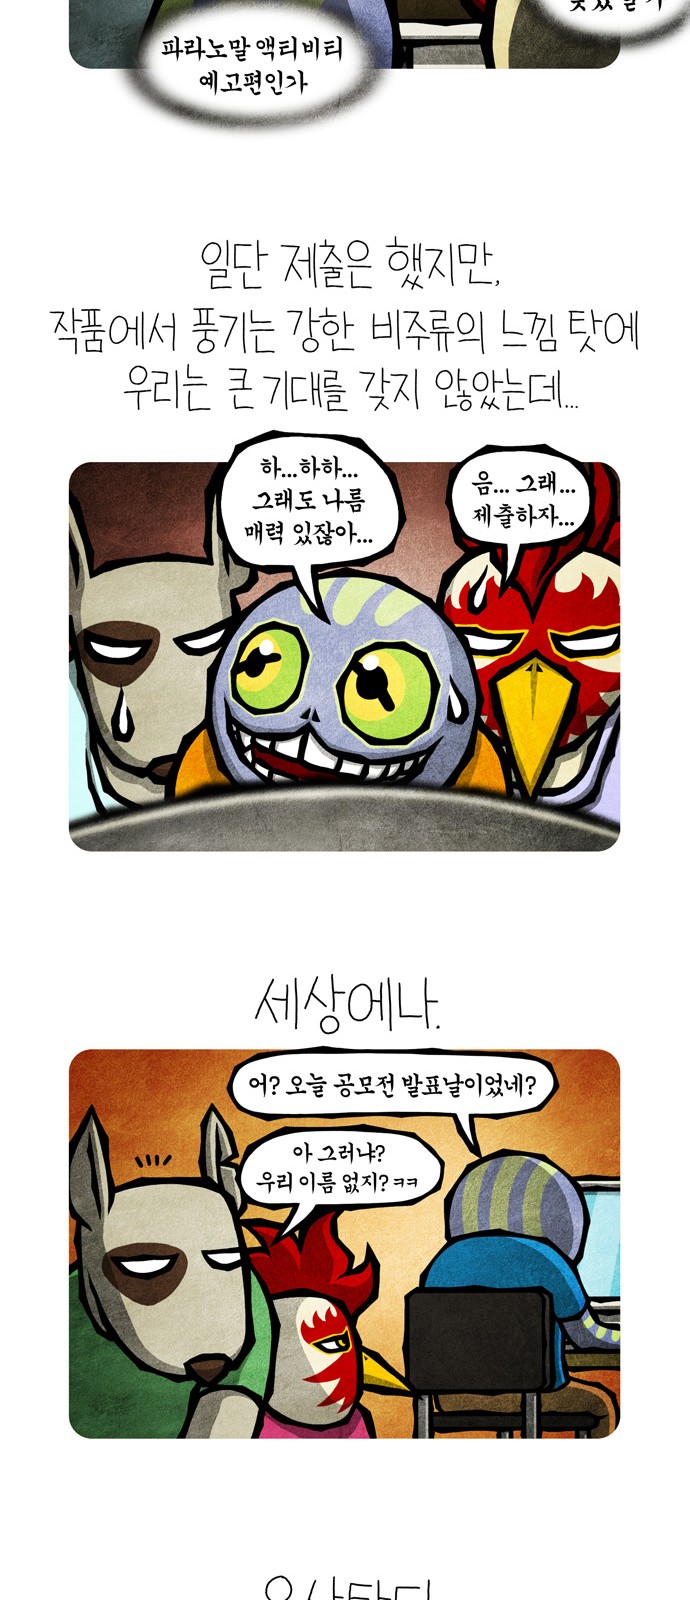 파라노말 액티비티
예고편인가
일단 제출은 했지만,
작품에서 풍기는 강한 비주류의 느낌 탓에
우리는 큰 기대를 갖지 않았는데...
하...하하...
그래도 나름
매력 있잖아...
음... 그래...
제출하자...
세상에나.
어? 오늘 공모전 발표날이었네?
아 그러냐?
우리 이름 없지? ㅋㅋ